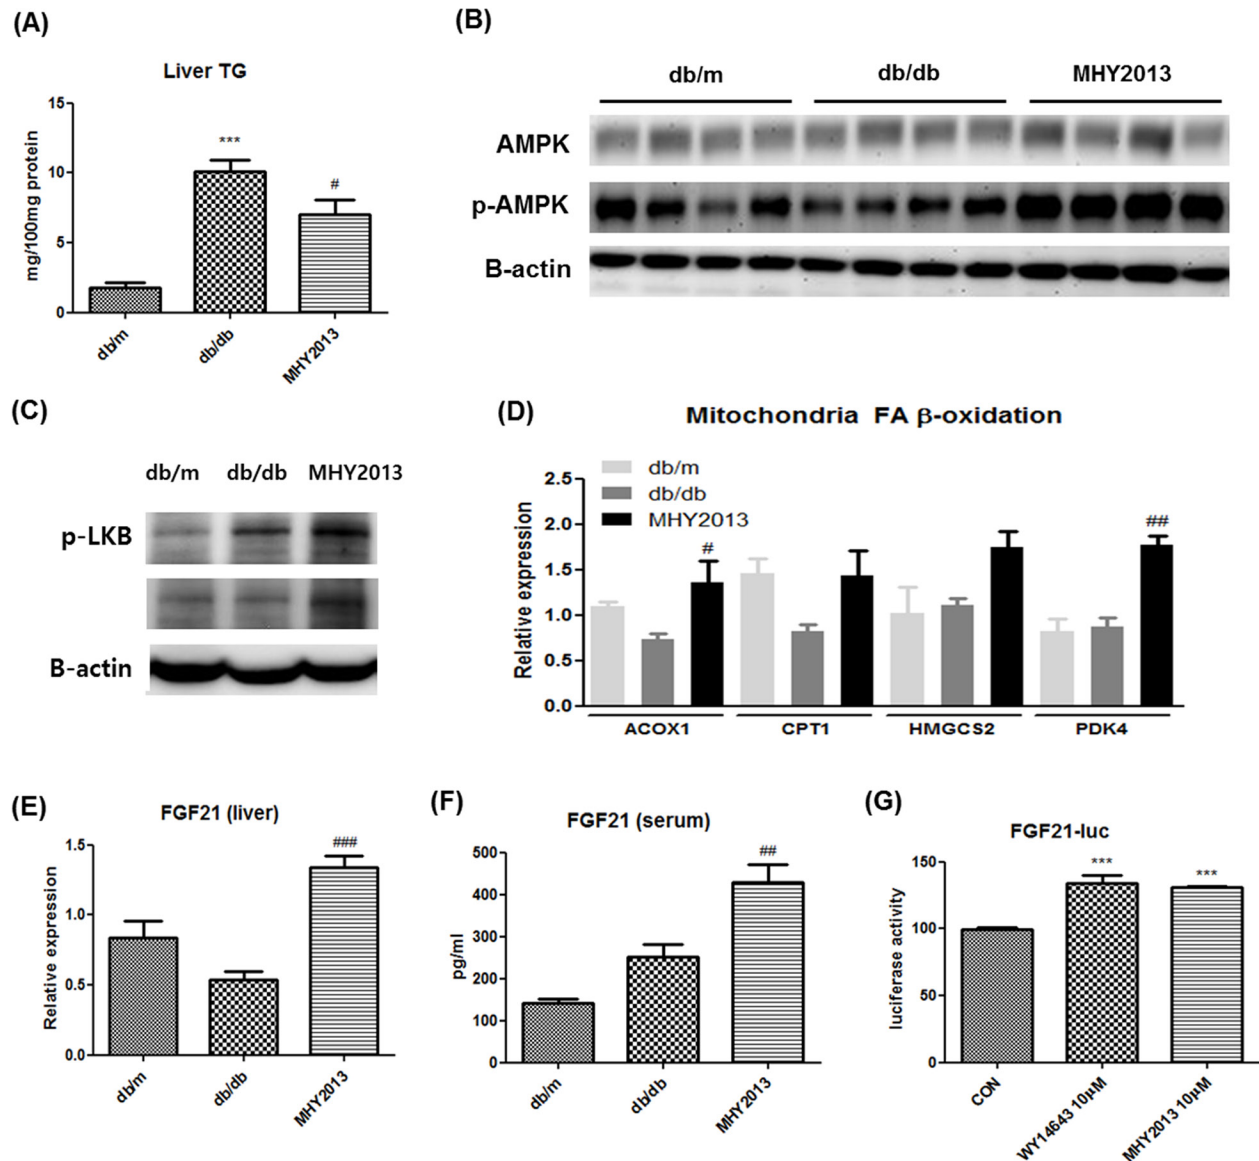 (A)
Liver TG
mg/100mg protein
15
10
5
0
***
#
db/m
db/db
MHY2013
(B)
db/m db/db MHY2013
AMPK
p-AMPK
B-actin
(C)
db/m db/db MHY2013
p-LKB
B-actin
(D)
Mitochondria FA β-oxidation
db/m
db/db
MHY2013
Relative expression
2.5
2.0
1.5
1.0
0.5
0.0
#
##
ACOX1 CPT1 HMGCS2 PDK4
(E)
FGF21 (liver)
Relative expression
1.5
1.0
0.5
0.0
###
db/m
db/db
MHY2013
(F)
FGF21 (serum)
pg/ml
500
400
300
200
100
0
##
db/m
db/db
MHY2013
(G)
FGF21-luc
luciferase activity
150
100
50
0
***
***
CON
WY14643 10μM
MHY2013 10μM